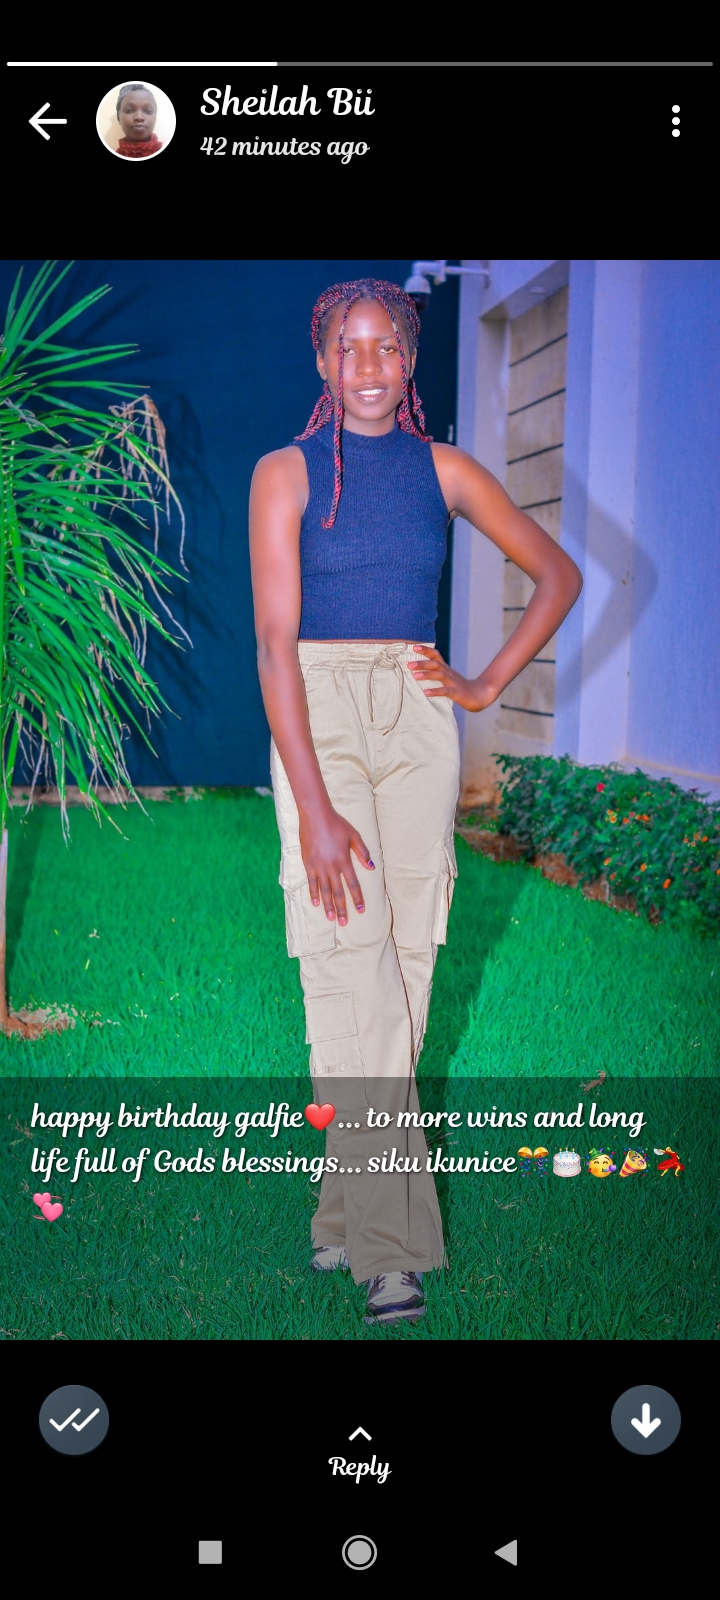 Sheilah Bii
42 minutes ago
happy birthday galfie❤️... to more wins and long
life full of Gods blessings... siku ikunice🎊🎂🥳🎉💃
💞
Reply